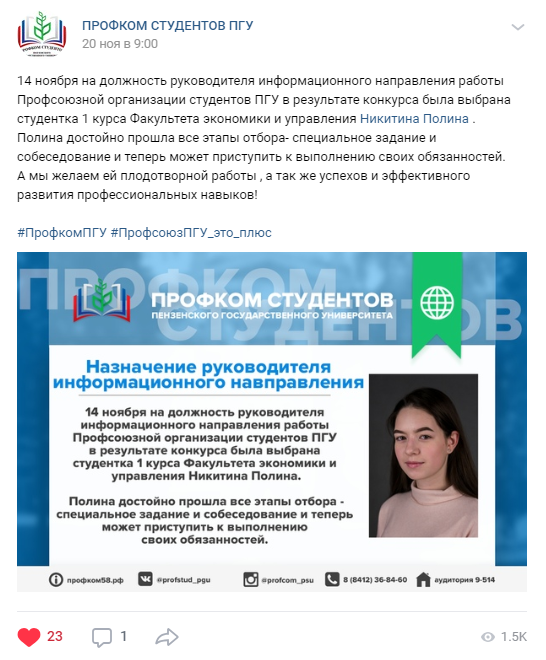 ПРОФКОМ СТУДЕНТОВ ПГУ
20 ноя в 9:00
14 ноября на должность руководителя информационного направления работы
Профсоюзной организации студентов ПГУ в результате конкурса была выбрана
студентка 1 курса Факультета экономики и управления Никитина Полина .
Полина достойно прошла все этапы отбора- специальное задание и
собеседование и теперь может приступить к выполнению своих обязанностей.
А мы желаем ей плодотворной работы , а так же успехов и эффективного
развития профессиональных навыков!
#ПрофкомПГУ #ПрофсоюзПГУ_это_плюс
ПРОФКОМ
СТУДЕНТОВ
ПРОФКОМ СТУДЕНТОВ
ПЕНЗЕНСКОГО ГОСУДАРСТВЕННОГО УНИВЕРСИТЕТА
Назначение руководителя
информационного навправления
14 ноября на должность руководителя
информационного направления работы
Профсоюзной организации студентов ПГУ
в результате конкурса была выбрана
студентка 1 курса Факультета экономики и
управления Никитина Полина.
Полина достойно прошла все этапы отбора -
специальное задание и собеседование и теперь
может приступить к выполнению
своих обязанностей.
профком58.рф @profstud_pgu @profcom_psu 8 (8412) 36-84-60 аудитория 9-514
23 1 1.5K